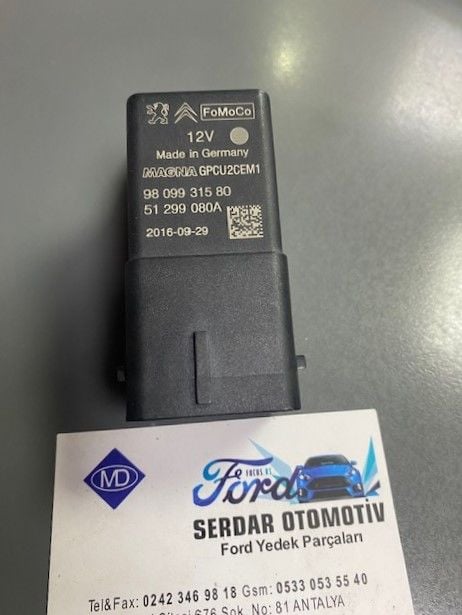 FoMoCo
12V
Made in Germany
MAGNA GPCU2CEM1
98 099 315 80
51 299 080A
2016-09-29
MD
FOCUS RS
Ford
SERDAR OTOMOTİV
Ford Yedek Parçaları
Tel&Fax: 0242 346 98 18 Gsm: 0533 053 55 40
676 Sok. No: 81 ANTALYA